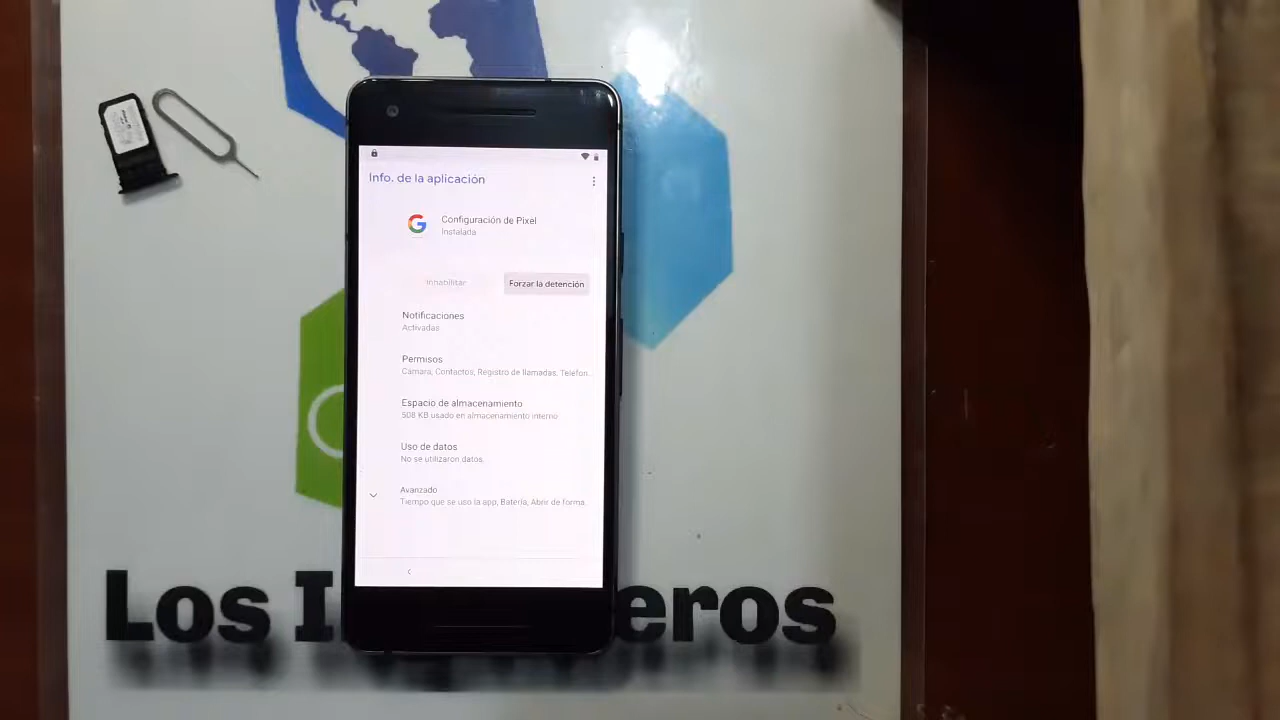 Info. de la aplicación
Configuración de Pixel
Instalada
Inhabilitar
Forzar la detención
Notificaciones
Activadas
Permisos
Cámara, Contactos, Registro de llamadas, Teléfon...
Espacio de almacenamiento
508 KB usado en almacenamiento interno
Uso de datos
No se utilizaron datos.
Avanzado
Tiempo que se usó la app, Batería, Abrir de forma...
Los I eros